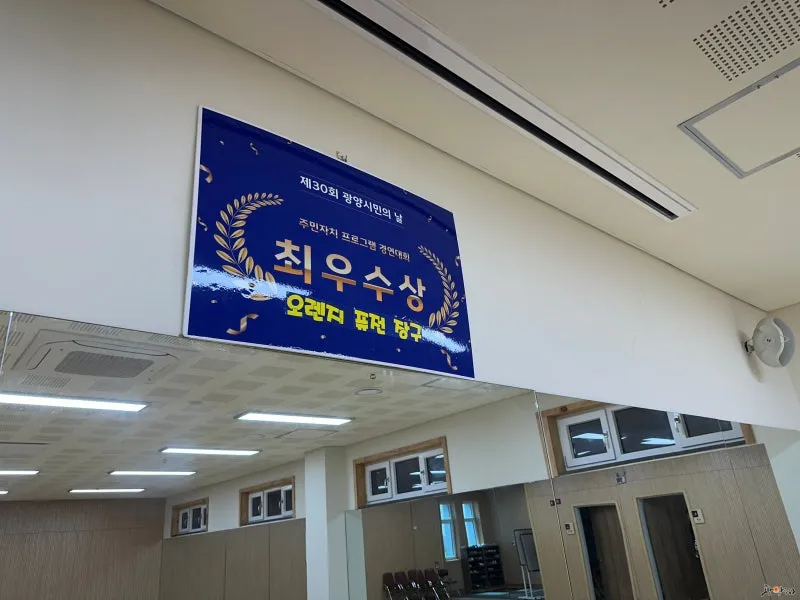 제30회 광양시민의 날
주민자치 프로그램 경연대회
최우수상
오렌지 퓨전 장구